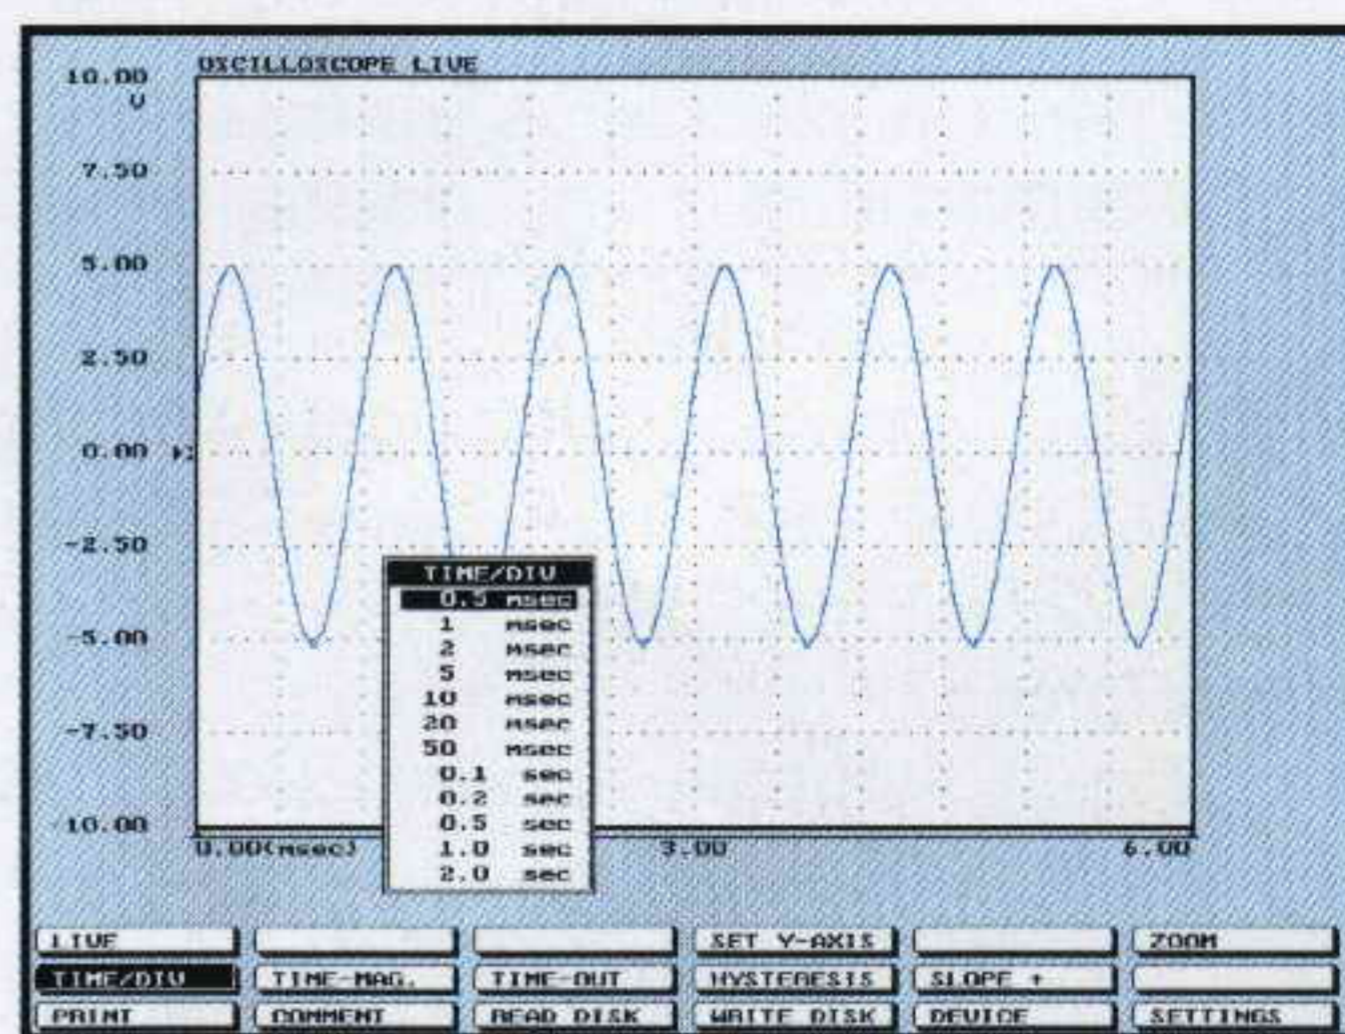 OSCILLOSCOPE LIVE
10.00
V
7.50
5.00
2.50
0.00
-2.50
-5.00
-7.50
-10.00
TIME/DIV
0.5 msec
1 msec
2 msec
5 msec
10 msec
20 msec
50 msec
0.1 sec
0.2 sec
0.5 sec
1.0 sec
2.0 sec
0.00(msec) 3.00 6.00
LIVE SET Y-AXIS ZOOM
TIME/DIV TIME-MAG. TIME-OUT HYSTERESIS SLOPE +
PRINT COMMENT READ DISK WRITE DISK DEVICE SETTINGS